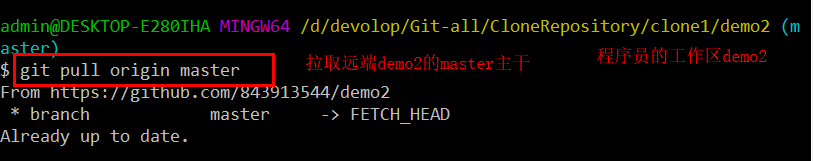 admin@DESKTOP-E280IHA MINGW64 /d/devolop/Git-all/CloneRepository/clone1/demo2 (m
aster)
$ git pull origin master 拉取远端demo2的master主干 程序员的工作区demo2
From https://github.com/843913544/demo2
 * branch            master     -> FETCH_HEAD
Already up to date.